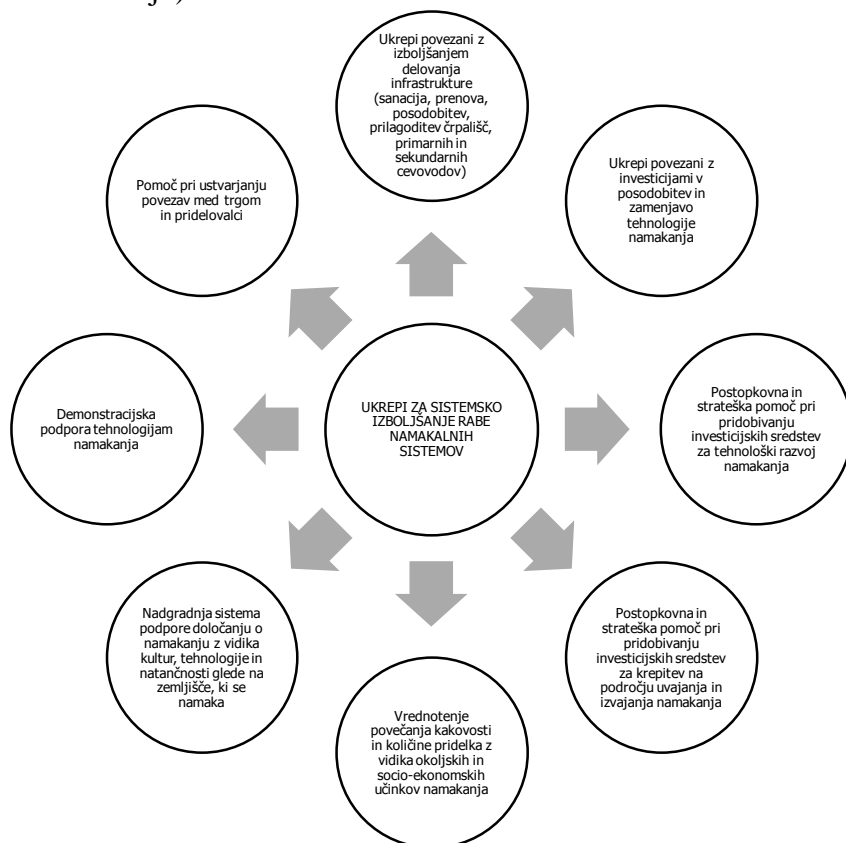 Ukrepi povezani z
izboljšanjem
delovanja
infrastrukture
(sanacija, prenova,
posodobitev,
prilagoditev črpališč,
primarnih in
sekundarnih
cevovodov)
Ukrepi povezani z
investicijami v
posodobitev in
zamenjavo
tehnologije
namakanja
Postopkovna in
strateška pomoč pri
pridobivanju
investicijskih sredstev
za tehnološki razvoj
namakanja
Postopkovna in
strateška pomoč pri
pridobivanju
investicijskih sredstev
za krepitev na
področju uvajanja in
izvajanja namakanja
Vrednotenje
povečanja kakovosti
in količine pridelka z
vidika okoljskih in
socio-ekonomskih
učinkov namakanja
Nadgradnja sistema
podpore določanju o
namakanju z vidika
kultur, tehnologije in
natančnosti glede na
zemljišče, ki se
namaka
Demonstracijska
podpora tehnologijam
namakanja
Pomoč pri ustvarjanju
povezav med trgom
in pridelovalci
UKREPI ZA SISTEMSKO
IZBOLJŠANJE RABE
NAMAKALNIH
SISTEMOV